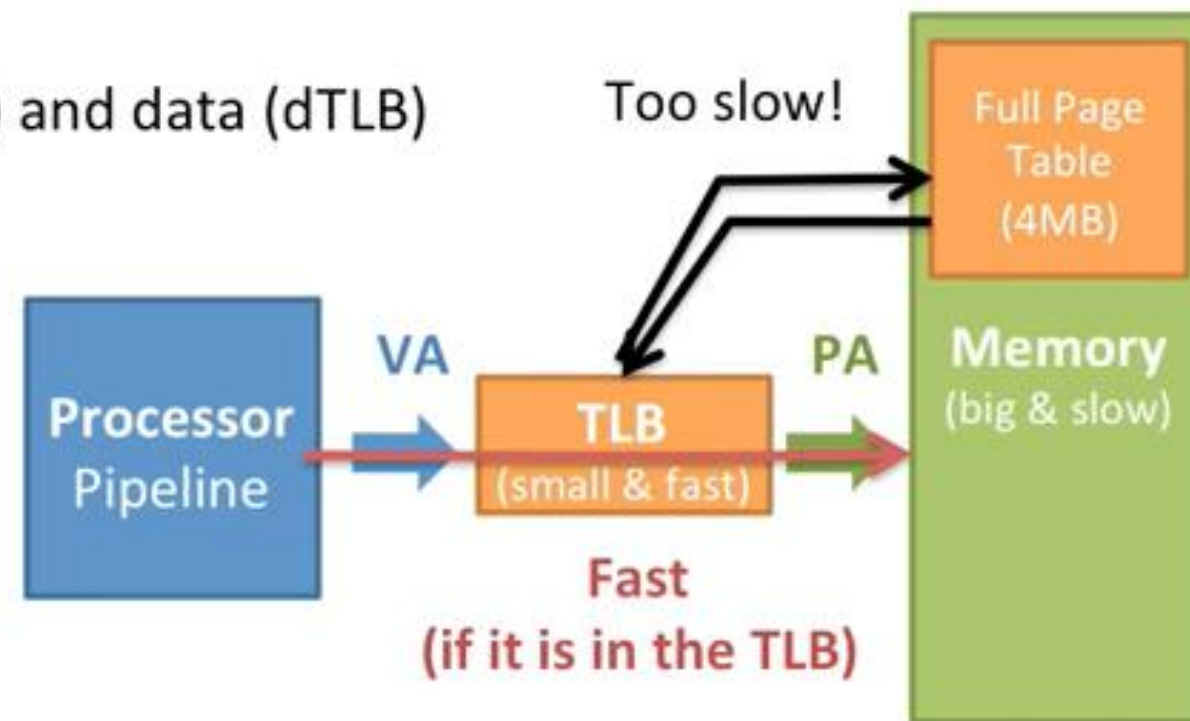 and data (dTLB)
Too slow!
Full Page
Table
(4MB)
VA
PA
Memory
(big & slow)
Processor
Pipeline
TLB
(small & fast)
Fast
(if it is in the TLB)